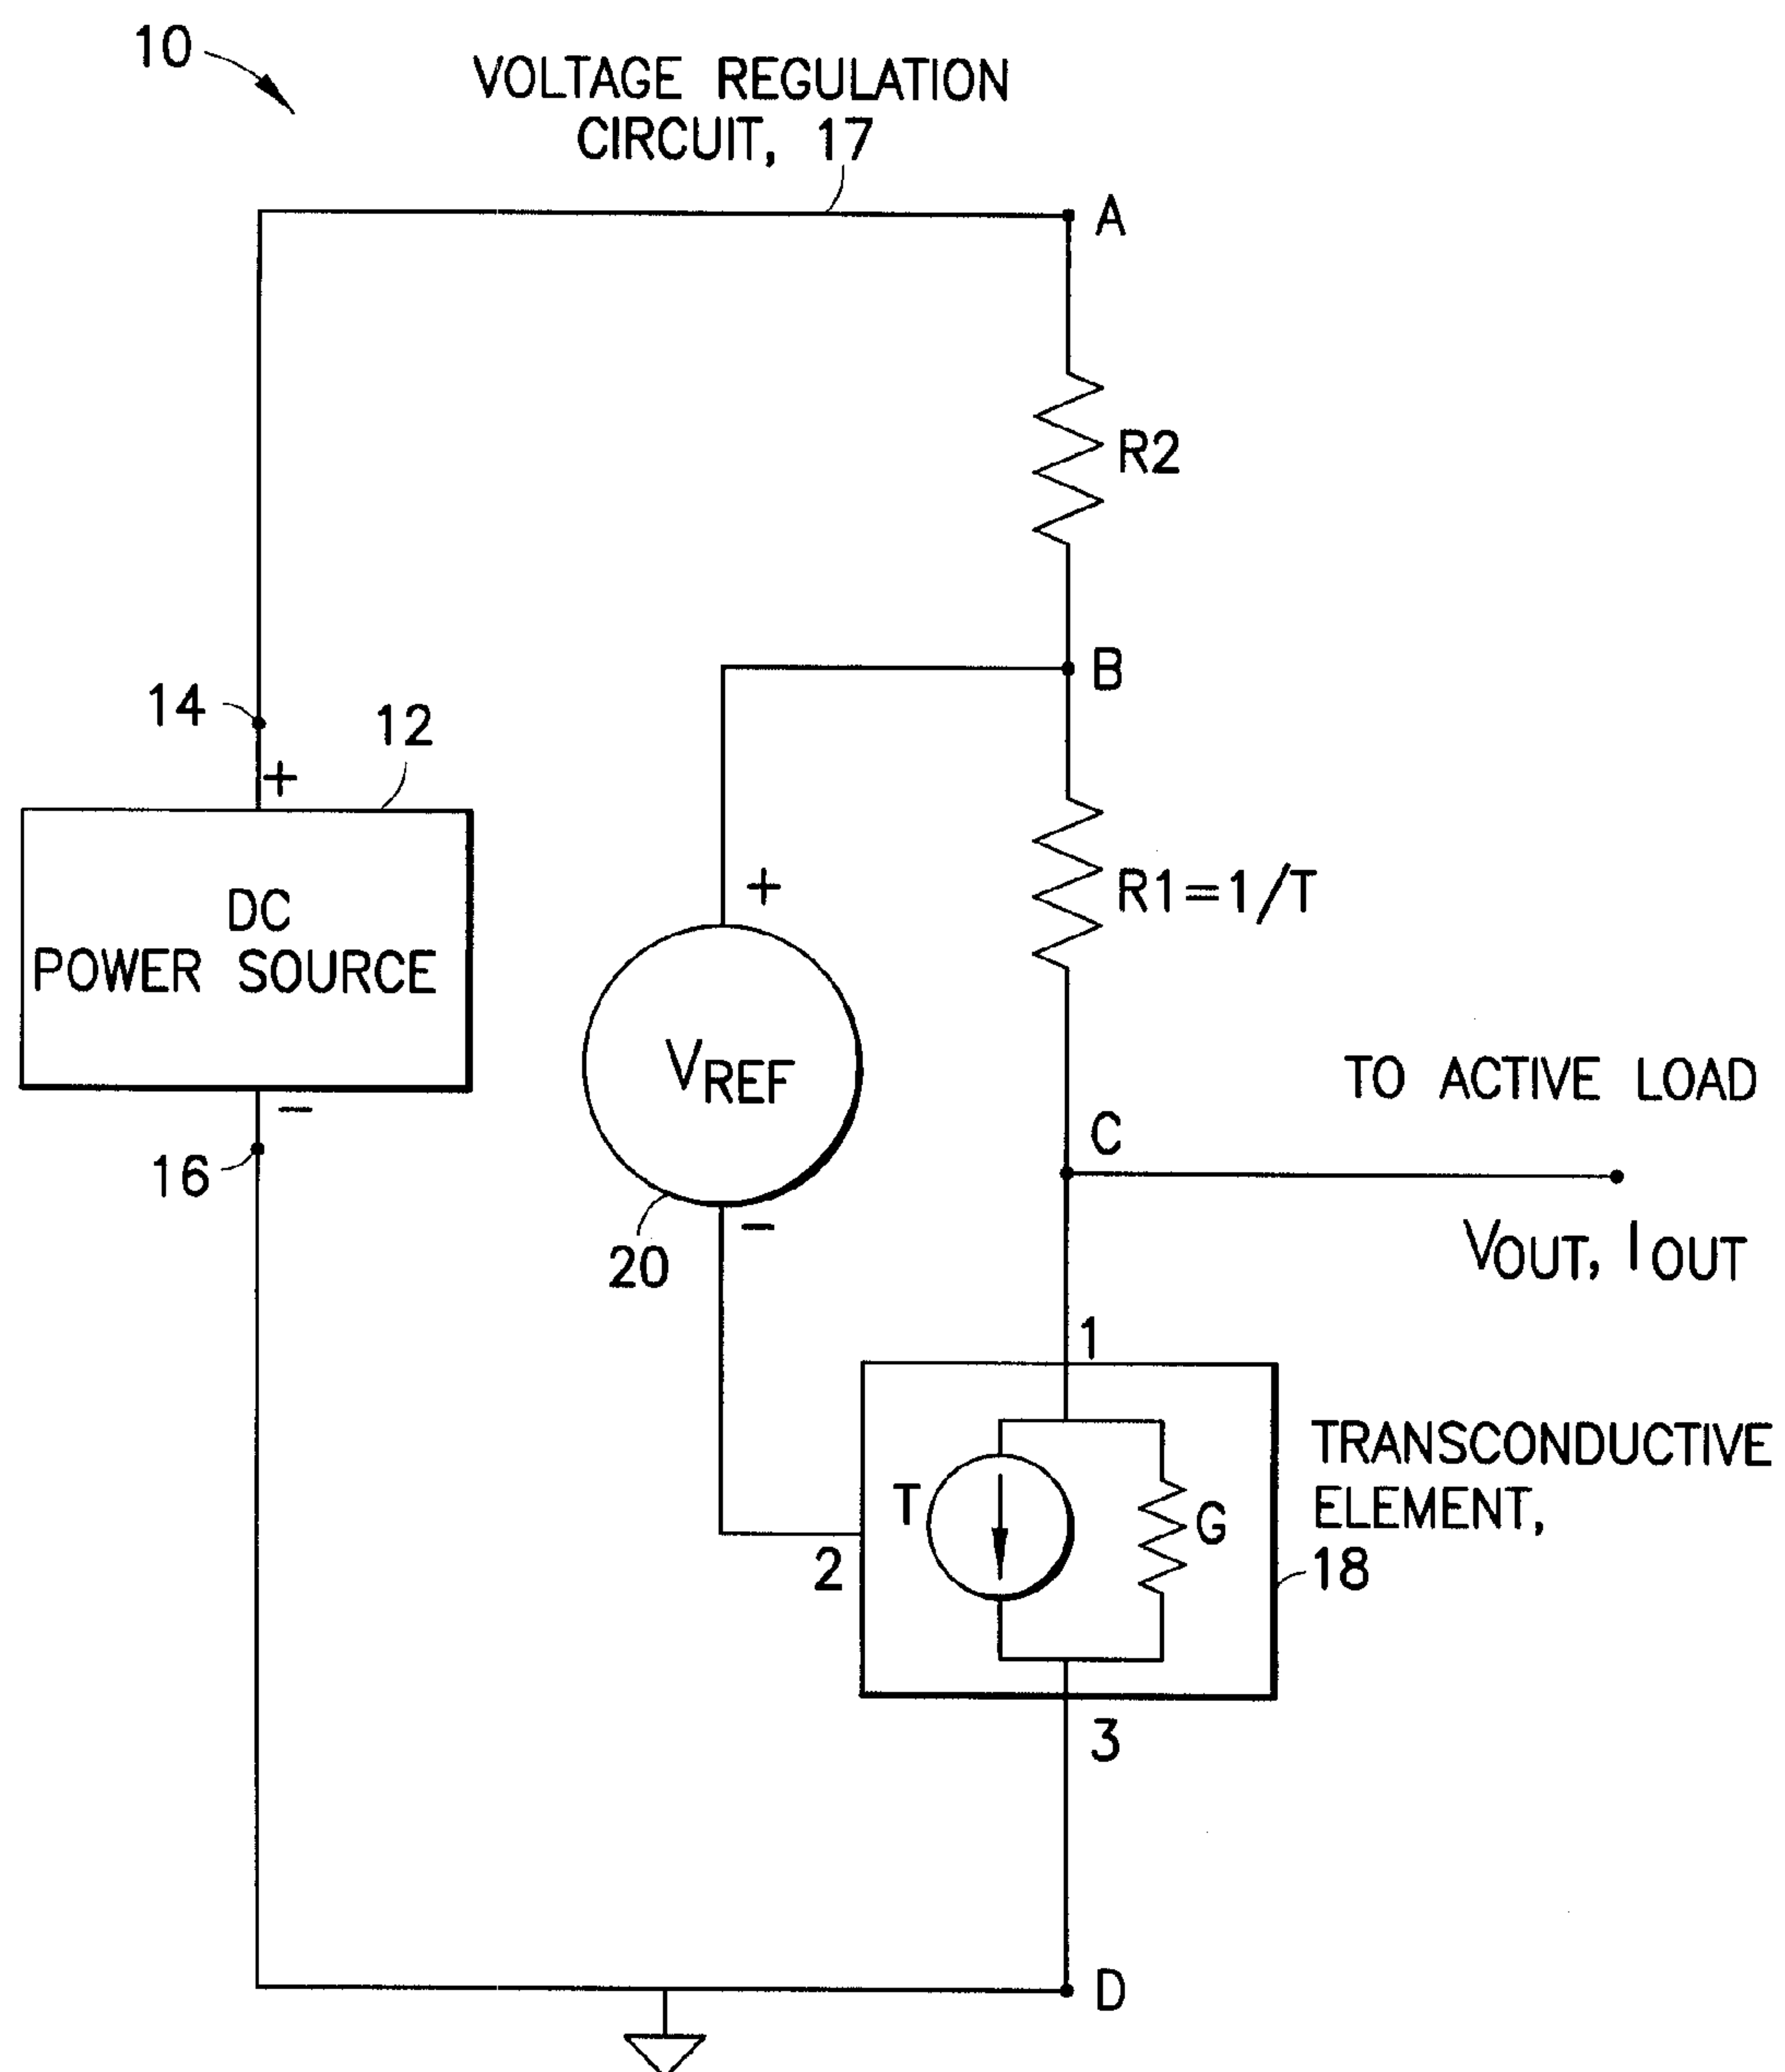 10
VOLTAGE REGULATION
CIRCUIT, 17
A
R2
B
14
12
+
DC
POWER SOURCE
+
R1=1/T
VREF
TO ACTIVE LOAD
C
−
16
−
20
VOUT, IOUT
1
TRANSCONDUCTIVE
ELEMENT,
18
T
G
2
3
D